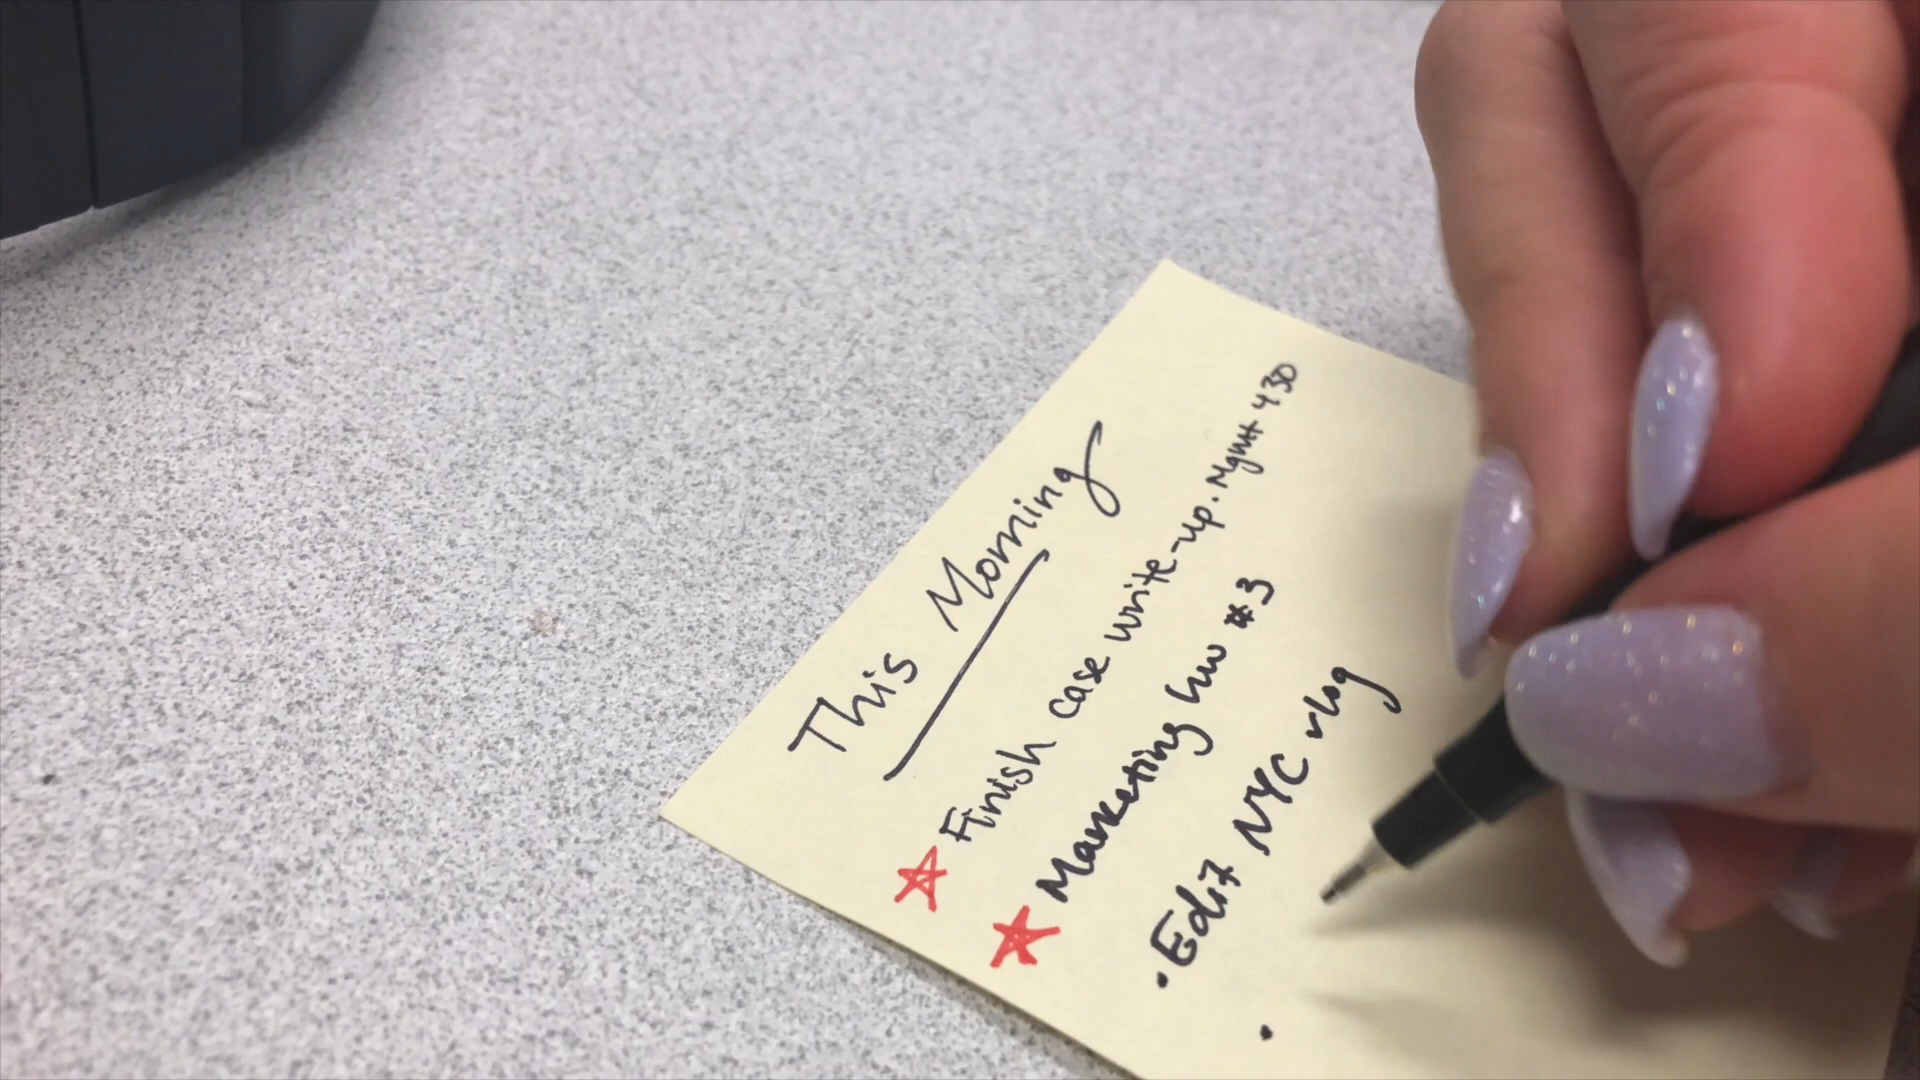 This Morning
☆ Finish case write-up. Mgmt 430
☆ Marketing hw #3
• Edit NYC vlog
•